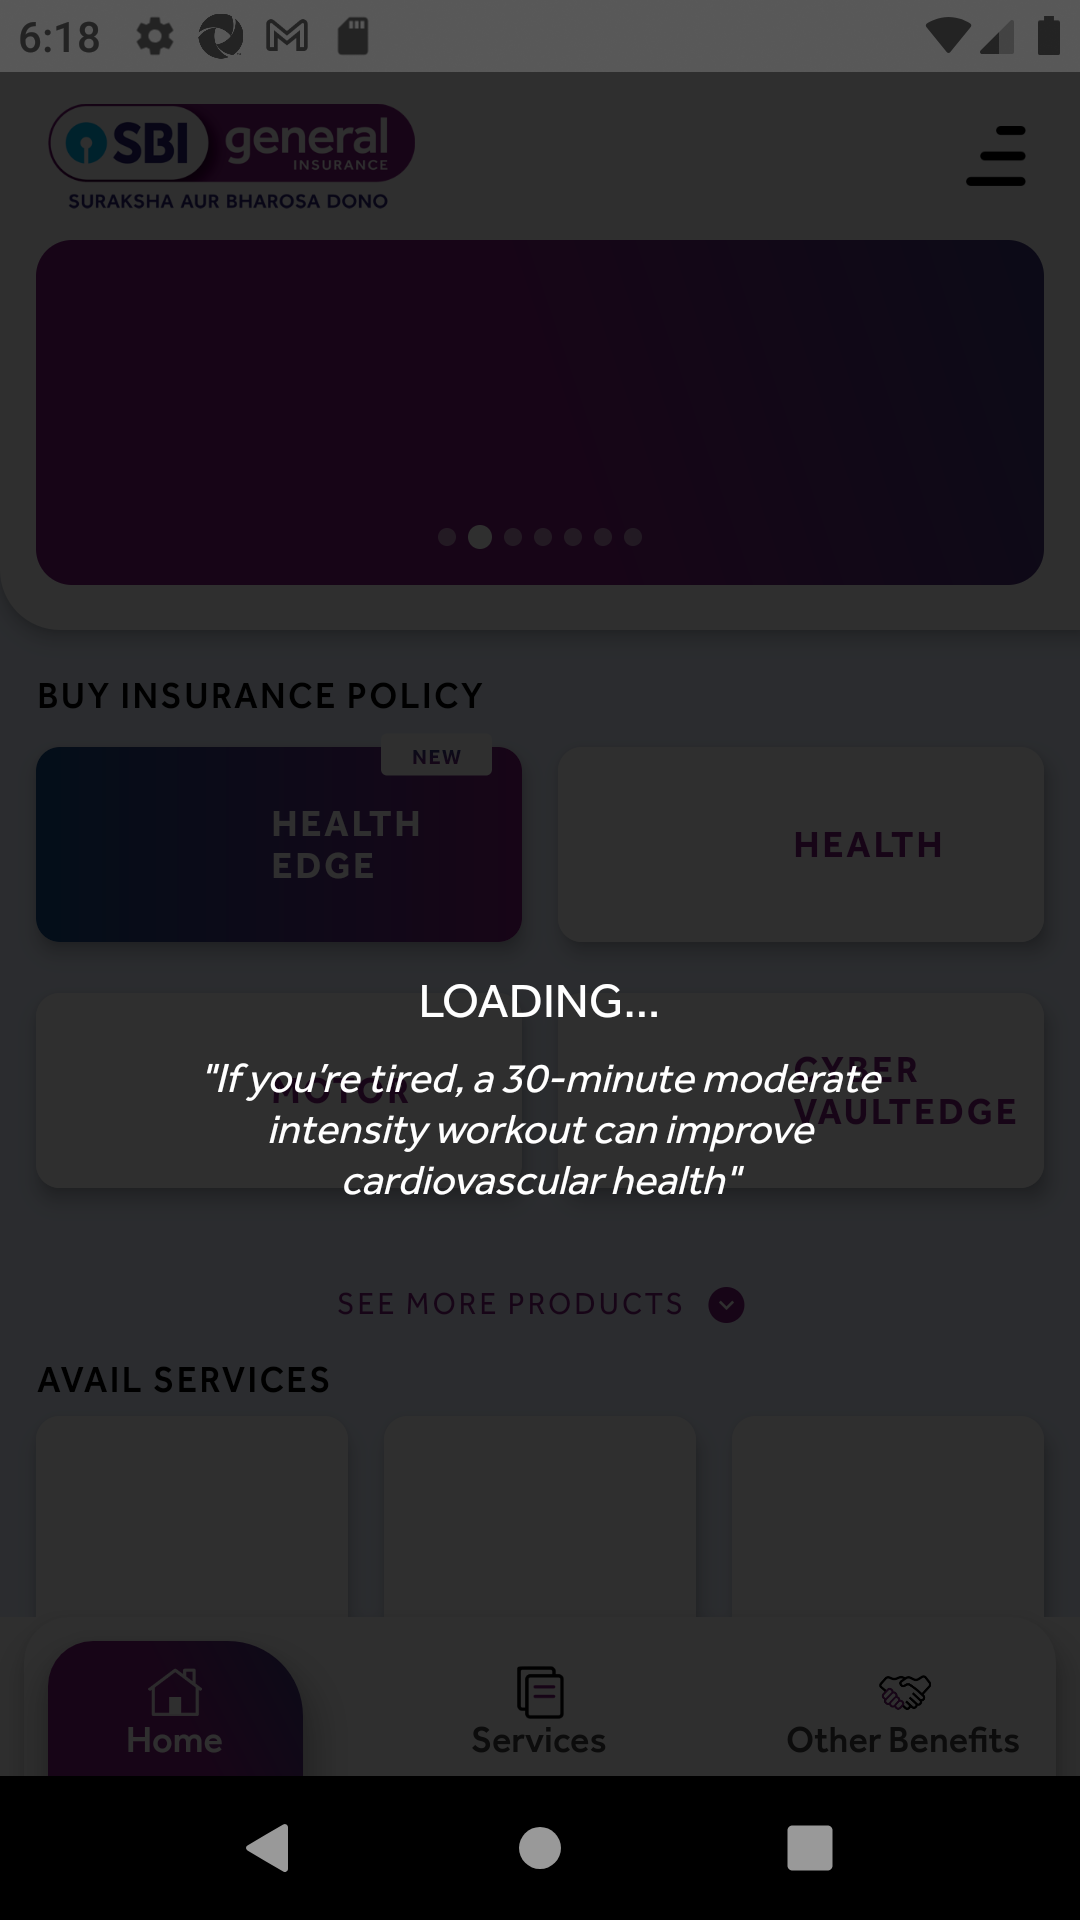 6:18
SBI general
INSURANCE
SURAKSHA AUR BHAROSA DONO
BUY INSURANCE POLICY
NEW
HEALTH
EDGE
HEALTH
LOADING...
MOTOR
CYBER
VAULTEDGE
"If you're tired, a 30-minute moderate
intensity workout can improve
cardiovascular health"
SEE MORE PRODUCTS
AVAIL SERVICES
Home
Services
Other Benefits